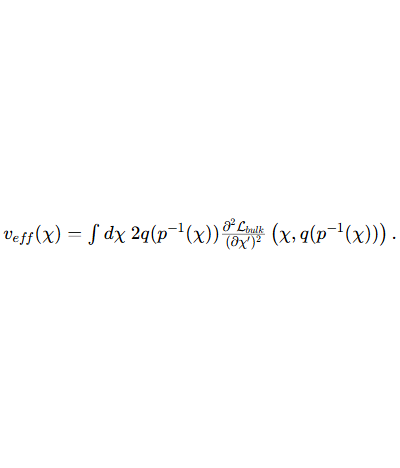 $v_{eff}(\chi) = \int d\chi \; 2q(p^{-1}(\chi)) \frac{\partial^2 \mathcal{L}_{bulk}}{(\partial \chi')^2} \left( \chi, q(p^{-1}(\chi)) \right).$